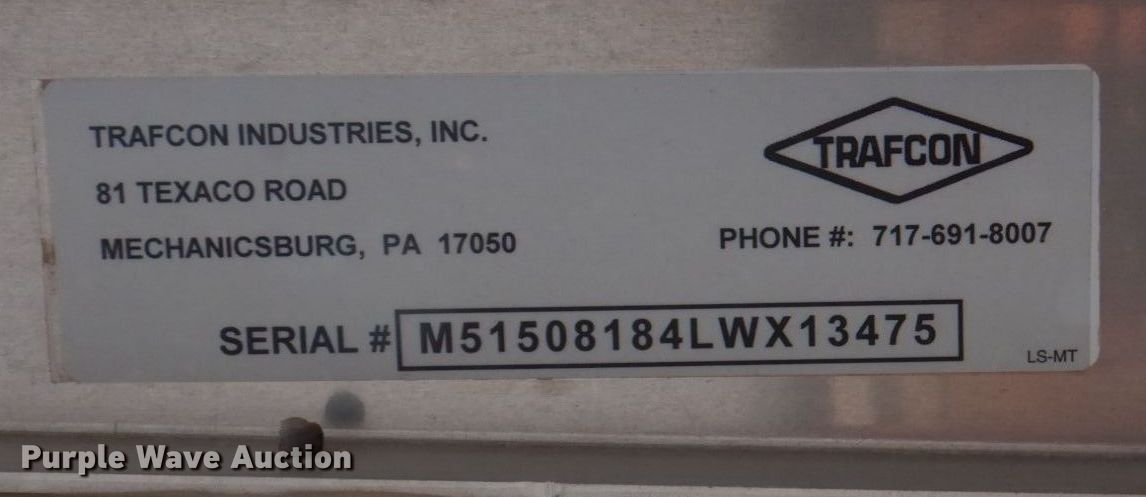 TRAFCON INDUSTRIES, INC.
81 TEXACO ROAD
MECHANICSBURG, PA 17050
TRAFCON
PHONE #: 717-691-8007
SERIAL # M51508184LWX13475
LS-MT
Purple Wave Auction